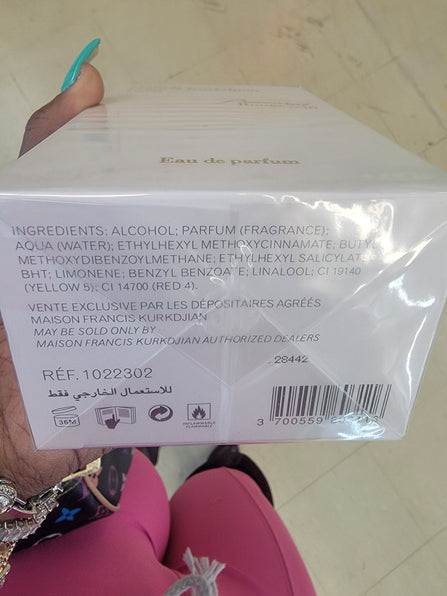 Eau de parfum
INGREDIENTS: ALCOHOL; PARFUM (FRAGRANCE);
AQUA (WATER); ETHYLHEXYL METHOXYCINNAMATE; BUTYL
METHOXYDIBENZOYLMETHANE; ETHYLHEXYL SALICYLATE;
BHT; LIMONENE; BENZYL BENZOATE; LINALOOL; CI 19140
(YELLOW 5); CI 14700 (RED 4).
VENTE EXCLUSIVE PAR LES DÉPOSITAIRES AGRÉÉS
MAISON FRANCIS KURKDJIAN
MAY BE SOLD ONLY BY
MAISON FRANCIS KURKDJIAN AUTHORIZED DEALERS
28442
RÉF. 1022302
للاستعمال الخارجي فقط
36M
INFLAMMABLE
FLAMMABLE
3 700559